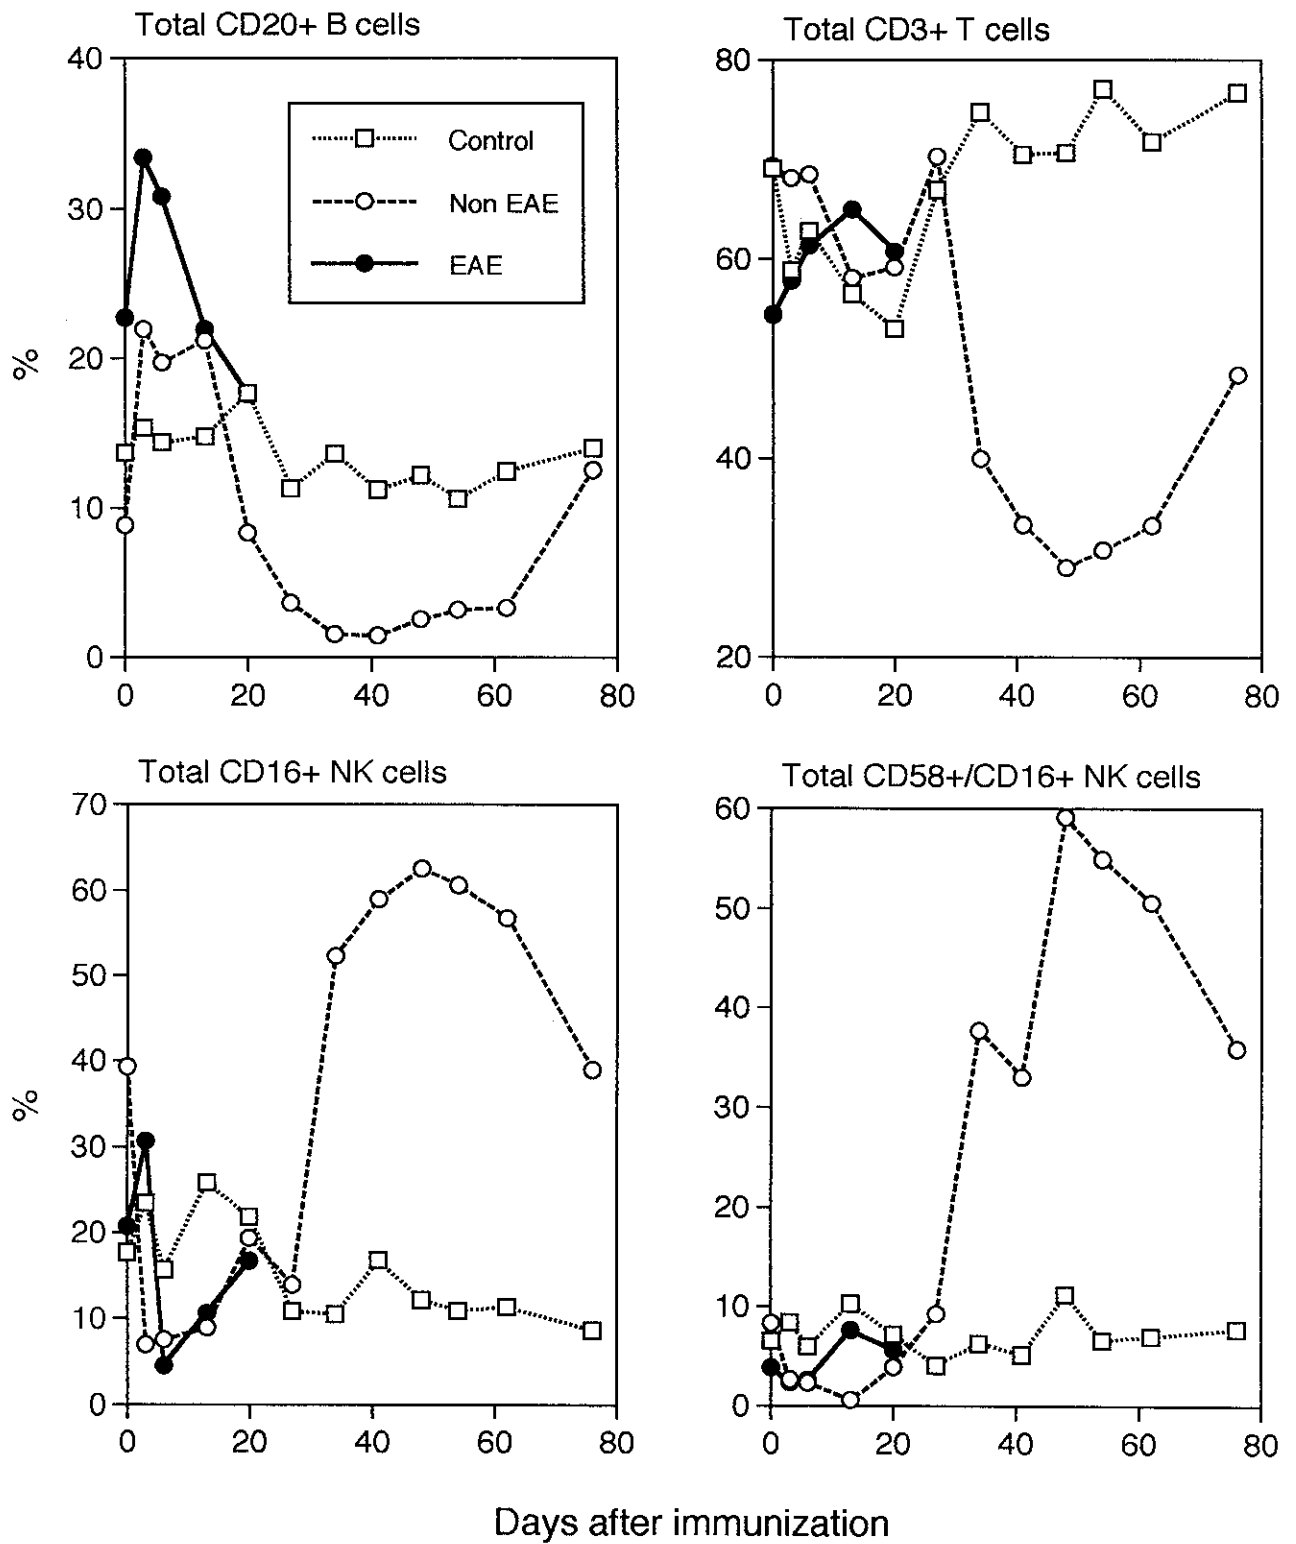 Total CD20+ B cells
40
30
20
10
0
%
0 20 40 60 80
Control
Non EAE
EAE
Total CD3+ T cells
80
60
40
20
0 20 40 60 80
Total CD16+ NK cells
70
60
50
40
30
20
10
0
%
0 20 40 60 80
Total CD58+/CD16+ NK cells
60
50
40
30
20
10
0
0 20 40 60 80
Days after immunization